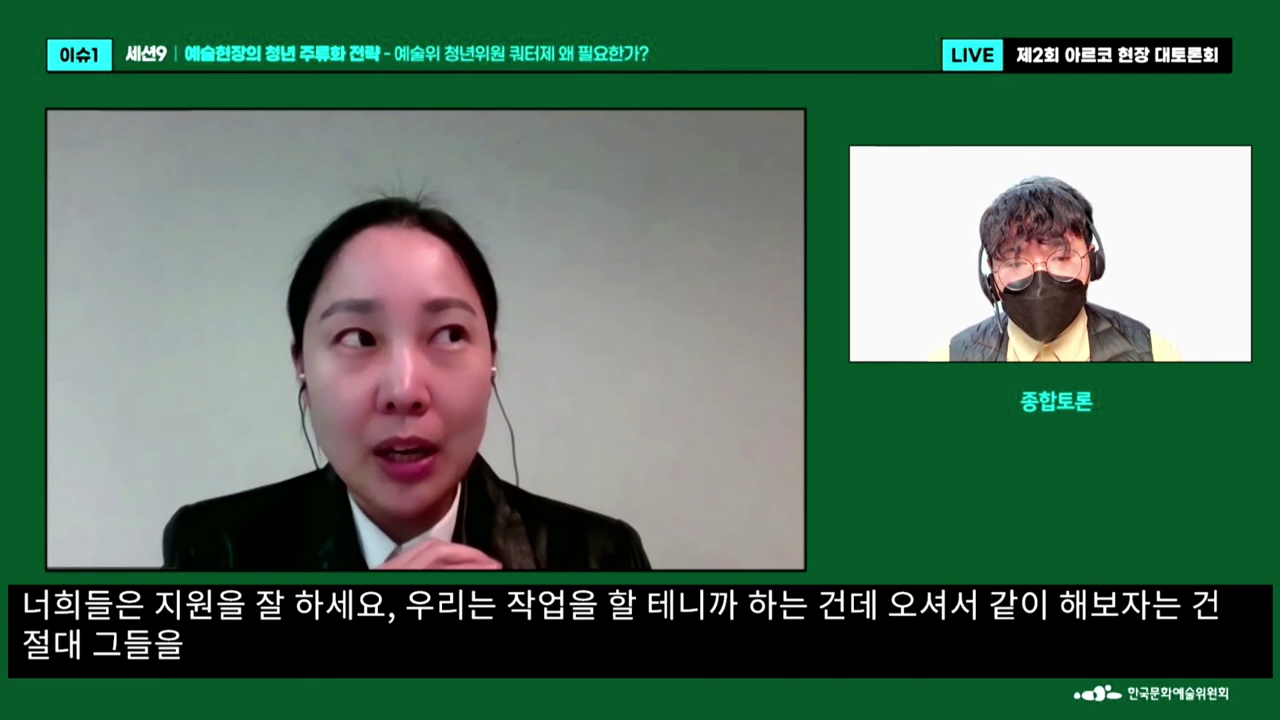 이슈1 세션9 | 예술현장의 청년 주류화 전략 - 예술위 청년위원 쿼터제 왜 필요한가?
LIVE 제2회 아르코 현장 대토론회
종합토론
너희들은 지원을 잘 하세요, 우리는 작업을 할 테니까 하는 건데 오셔서 같이 해보자는 건
절대 그들을
한국문화예술위원회